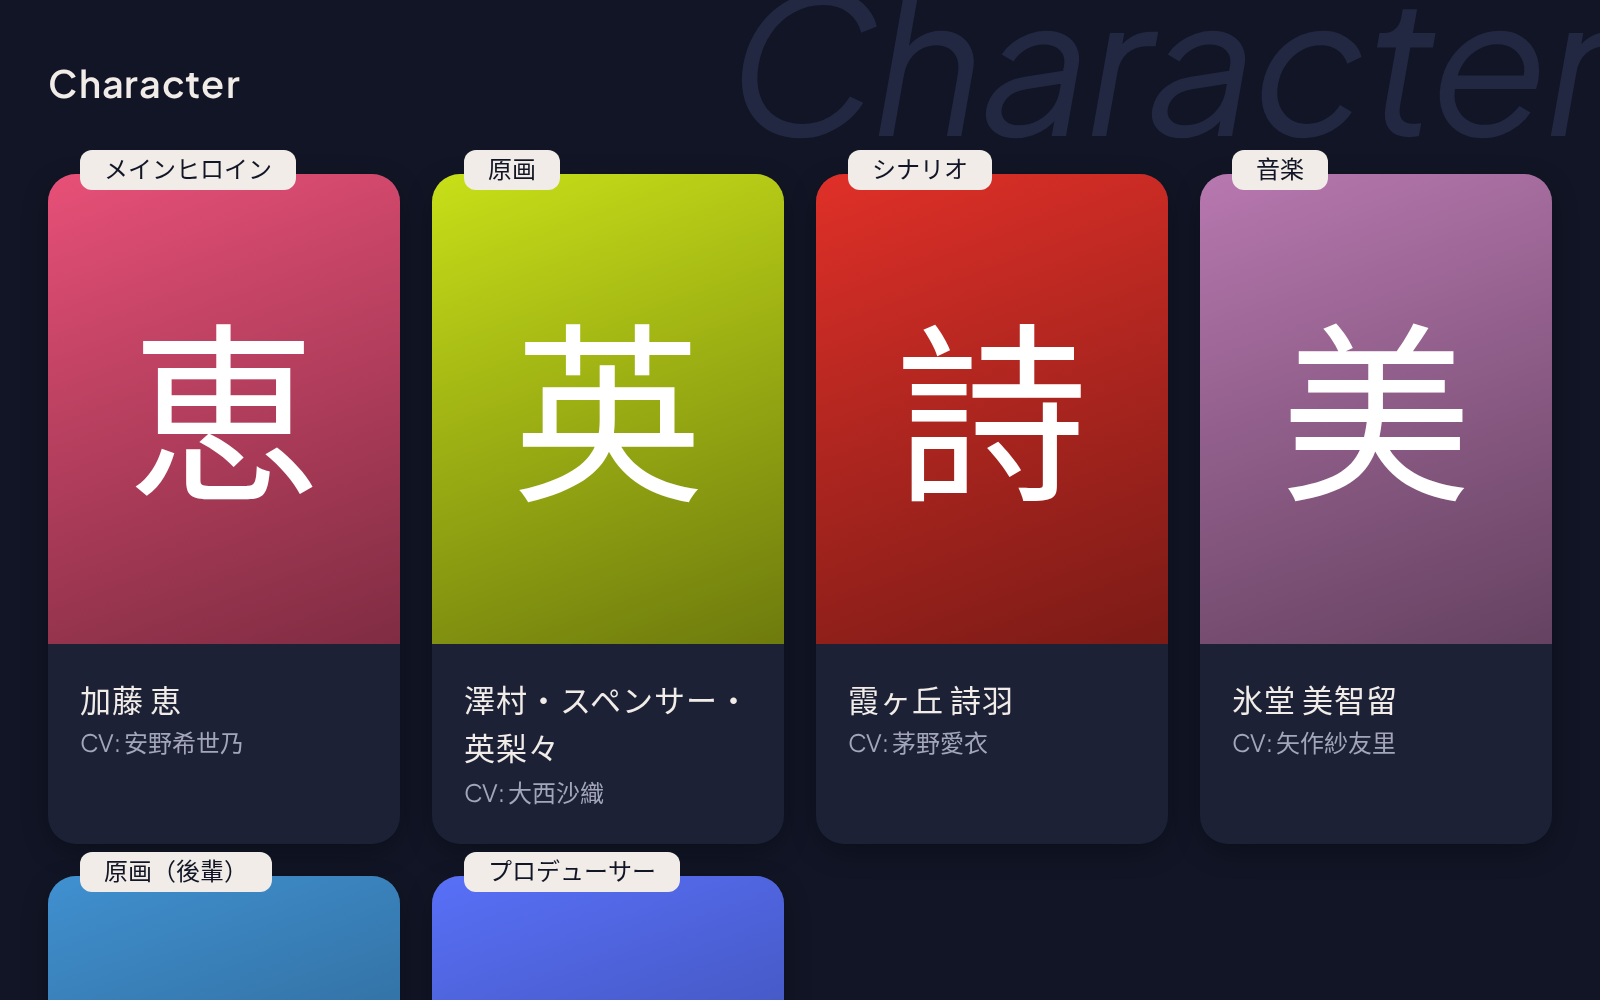 Character
Character
メインヒロイン
恵
加藤 恵
CV: 安野希世乃
原画
英
澤村・スペンサー・
英梨々
CV: 大西沙織
シナリオ
詩
霞ヶ丘 詩羽
CV: 茅野愛衣
音楽
美
氷堂 美智留
CV: 矢作紗友里
原画（後輩）
プロデューサー